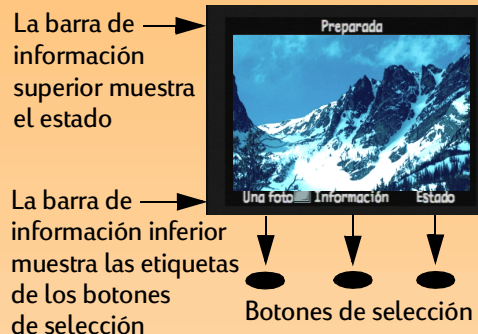 La barra de
información
superior muestra
el estado
Preparada
Una foto Información Estado
La barra de
información inferior
muestra las etiquetas
de los botones
de selección
Botones de selección